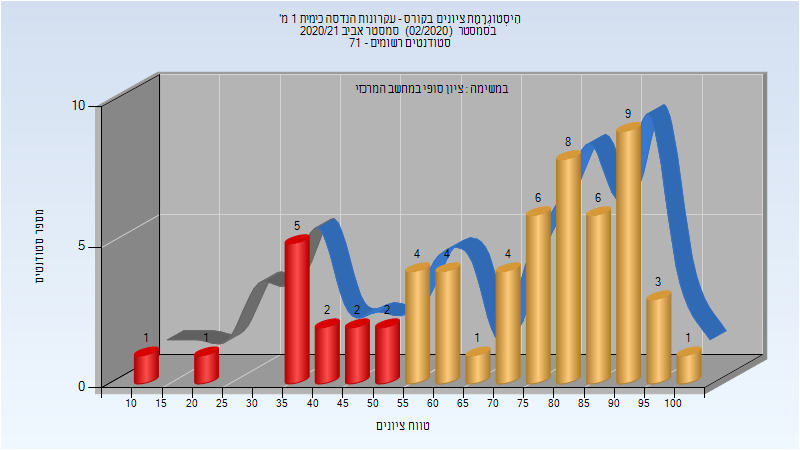 היסטוגרמת ציונים בקורס - עקרונות הנדסה כימית 1 מ'
בסמסטר (02/2020) סמסטר אביב 2020/21
סטודנטים רשומים - 71
במשימה : ציון סופי במחשב המרכזי
מספר סטודנטים
10
5
0
1
1
5
2
2
2
4
4
1
4
6
8
6
9
3
1
10 15 20 25 30 35 40 45 50 55 60 65 70 75 80 85 90 95 100
טווח ציונים